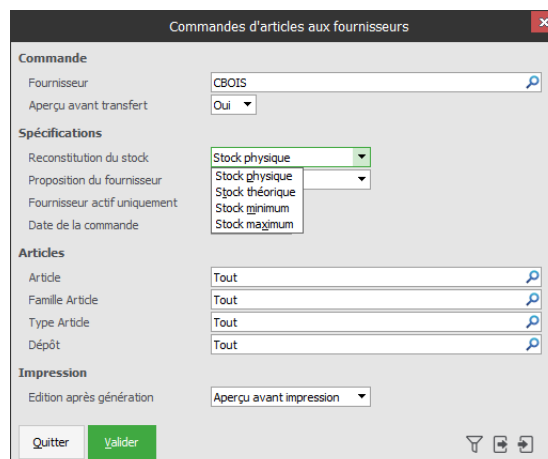 Commandes d'articles aux fournisseurs
Commande
Fournisseur CBOIS
Aperçu avant transfert Oui
Spécifications
Reconstitution du stock Stock physique
Stock physique
Proposition du fournisseur
Stock théorique
Fournisseur actif uniquement
Stock minimum
Date de la commande
Stock maximum
Articles
Article Tout
Famille Article Tout
Type Article Tout
Dépôt Tout
Impression
Edition après génération Aperçu avant impression
Quitter Valider